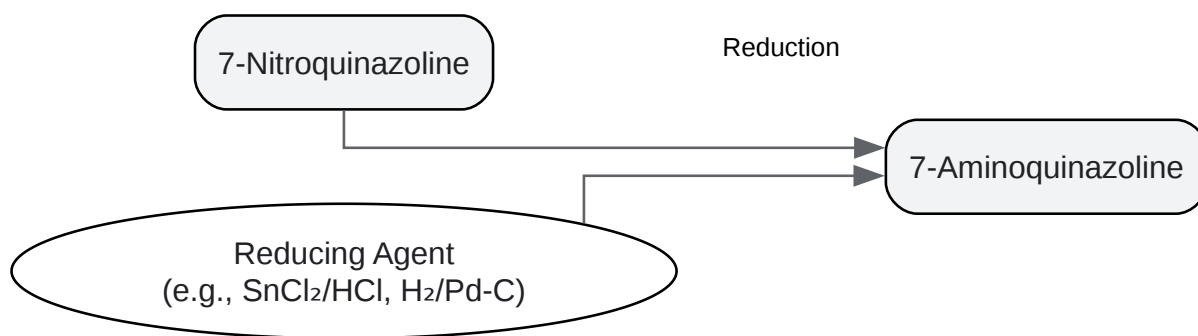 7-Nitroquinazoline
Reduction
7-Aminoquinazoline
Reducing Agent
(e.g., SnCl₂/HCl, H₂/Pd-C)